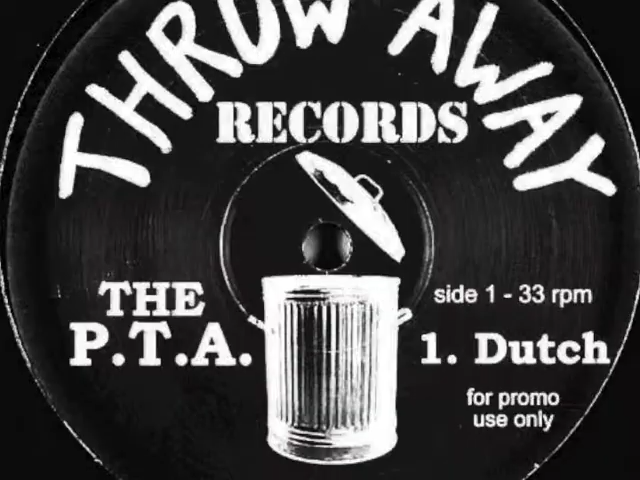 THROW AWAY
RECORDS
THE
P.T.A.
side 1 - 33 rpm
1. Dutch
for promo
use only